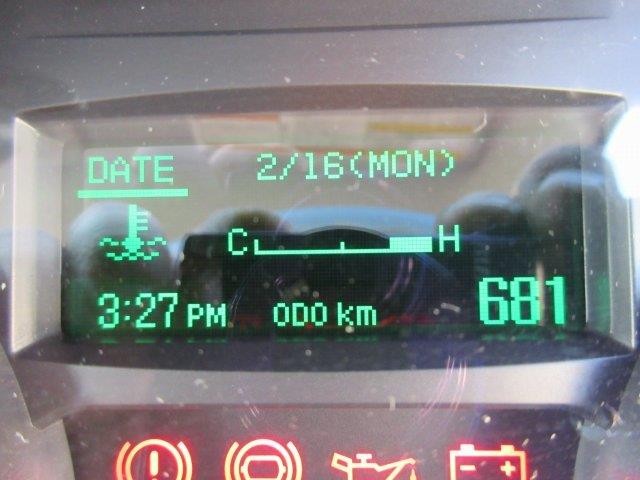 DATE 2/16(MON)
C H
3:27 PM ODO km 681